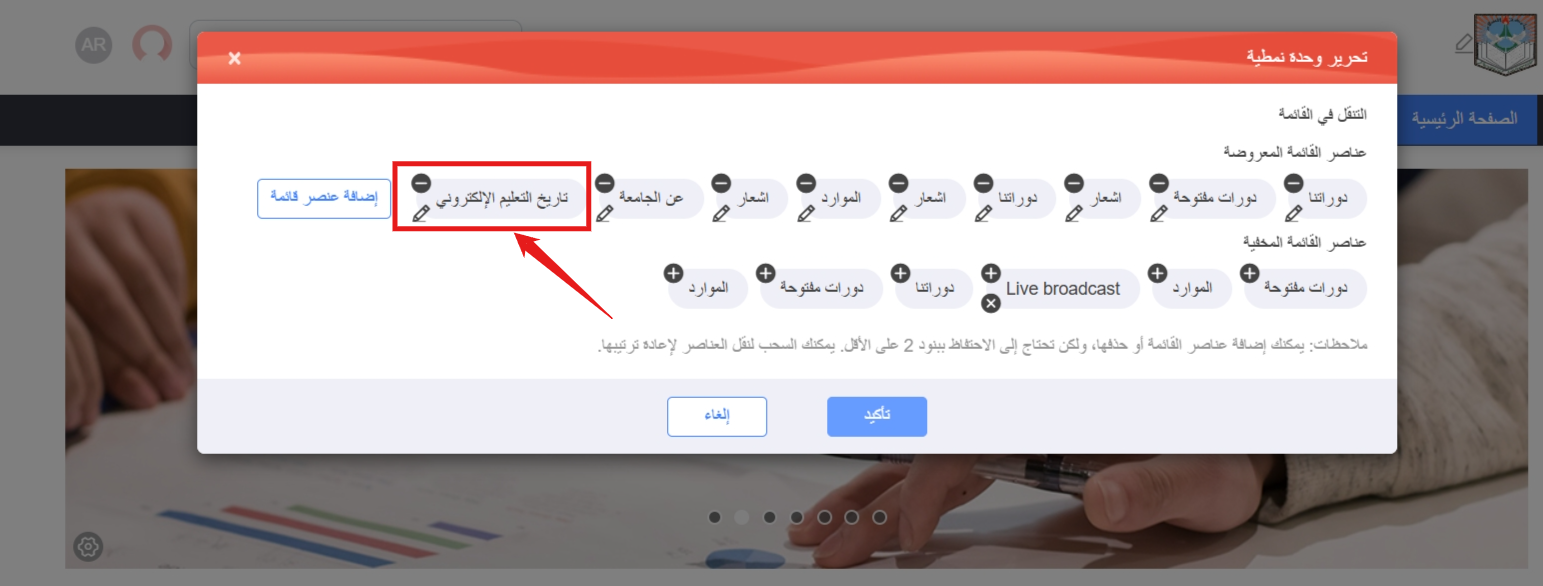 AR
تحرير وحدة نمطية
الصفحة الرئيسية
التنقل في القائمة
عناصر القائمة المعروضة
دوراتنا دورات مفتوحة اشعار دوراتنا اشعار الموارد اشعار عن الجامعة تاريخ التعليم الإلكتروني إضافة عنصر قائمة
عناصر القائمة المخفية
دورات مفتوحة الموارد Live broadcast دوراتنا دورات مفتوحة الموارد
ملاحظات: يمكنك إضافة عناصر القائمة أو حذفها، ولكن تحتاج إلى الاحتفاظ ببنود 2 على الأقل. يمكنك السحب لنقل العناصر لإعادة ترتيبها.
تأكيد إلغاء